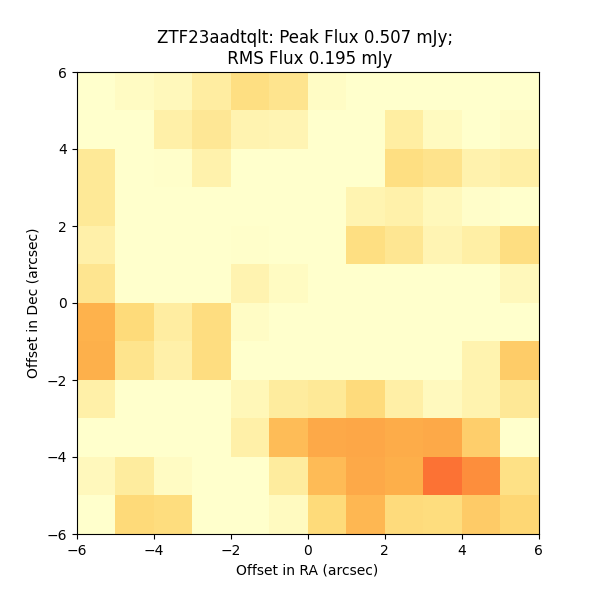 ZTF23aadtqlt: Peak Flux 0.507 mJy;
RMS Flux 0.195 mJy
6
4
2
0
−2
−4
−6
Offset in Dec (arcsec)
−6 −4 −2 0 2 4 6
Offset in RA (arcsec)